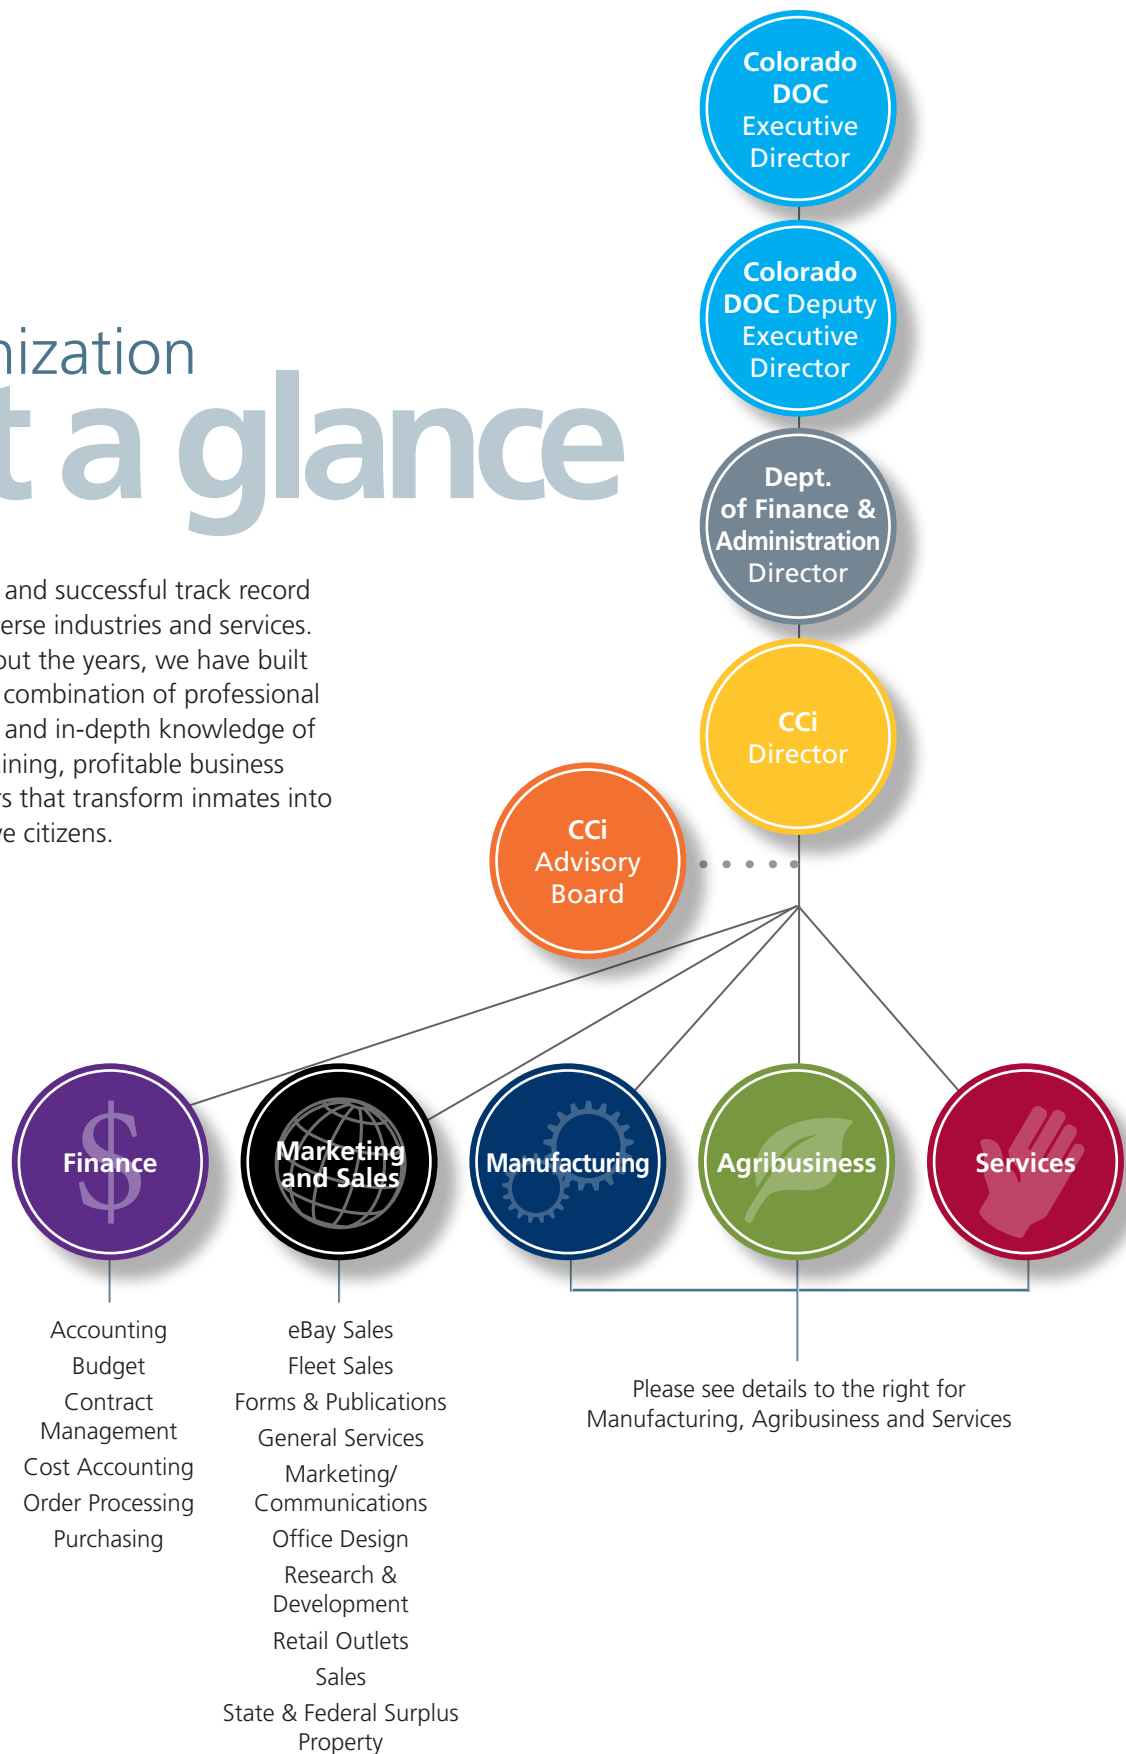 Colorado
DOC
Executive
Director
Colorado
DOC Deputy
Executive
Director
nization
t a glance
Dept.
of Finance &
Administration
Director
and successful track record
erse industries and services.
out the years, we have built
combination of professional
and in-depth knowledge of
ining, profitable business
rs that transform inmates into
ve citizens.
CCi
Director
CCi
Advisory
Board
Finance
Marketing
and Sales
Manufacturing
Agribusiness
Services
Accounting
Budget
Contract
Management
Cost Accounting
Order Processing
Purchasing
eBay Sales
Fleet Sales
Forms & Publications
General Services
Marketing/
Communications
Office Design
Research &
Development
Retail Outlets
Sales
State & Federal Surplus
Property
Please see details to the right for
Manufacturing, Agribusiness and Services